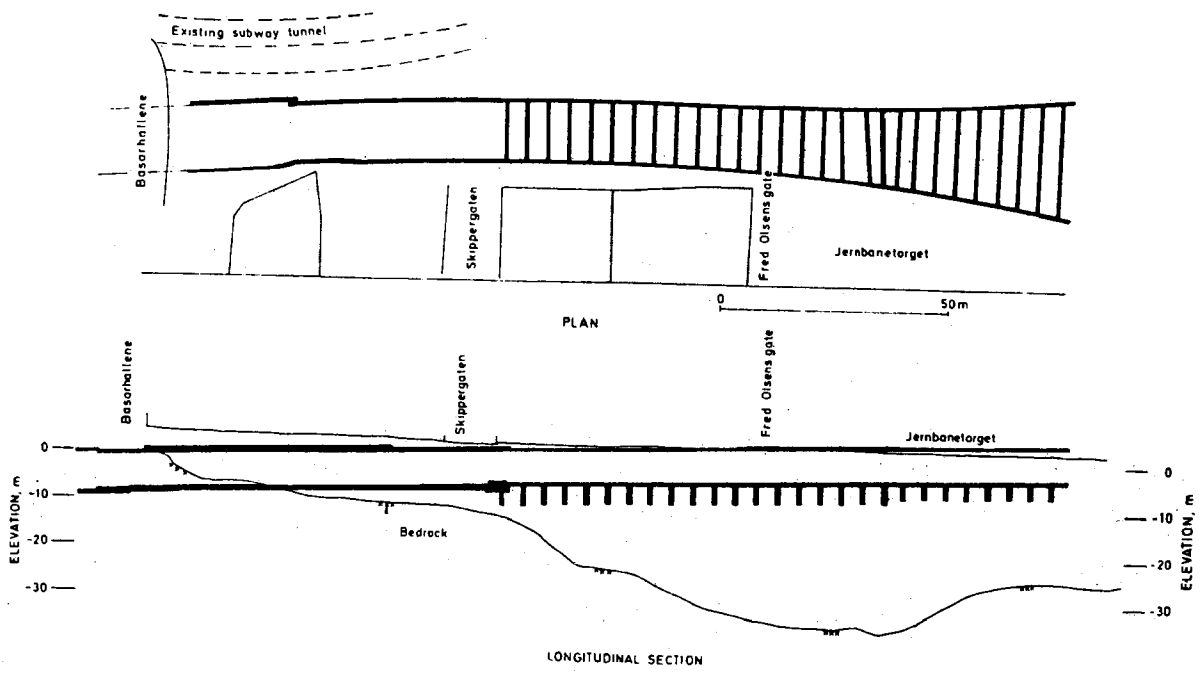 Existing subway tunnel
Basarhallene
Skippergaten
Fred Olsens gate
Jernbanetorget
0 50 m
PLAN
Basarhallene
Skippergaten
Fred Olsens gate
Jernbanetorget
0
-10
-20
-30
ELEVATION, m
Bedrock
0
-10
-20
-30
ELEVATION, m
LONGITUDINAL SECTION